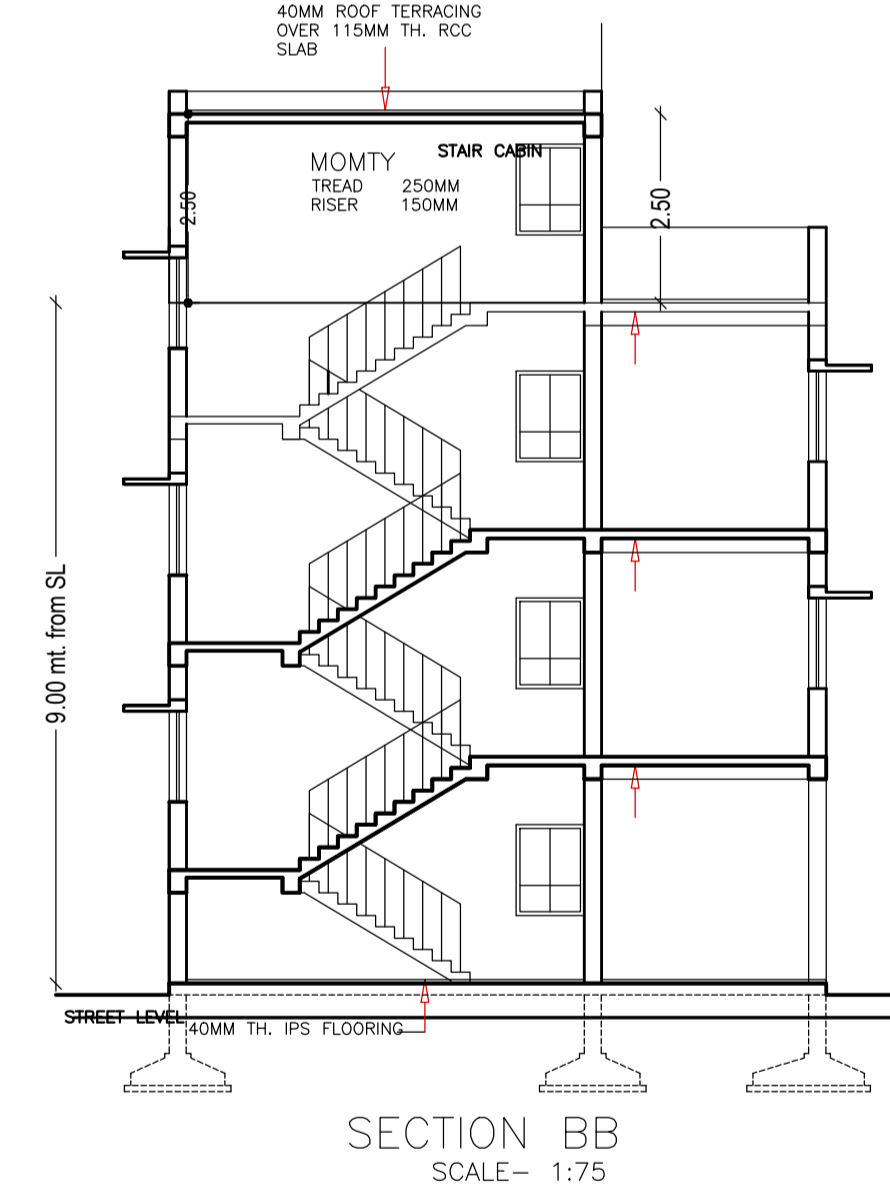 40MM ROOF TERRACING
OVER 115MM TH. RCC
SLAB
STAIR CABIN
MOMTY
TREAD 250MM
RISER 150MM
2.50
2.50
9.00 mt. from SL
STREET LEVEL
40MM TH. IPS FLOORING
SECTION BB
SCALE- 1:75